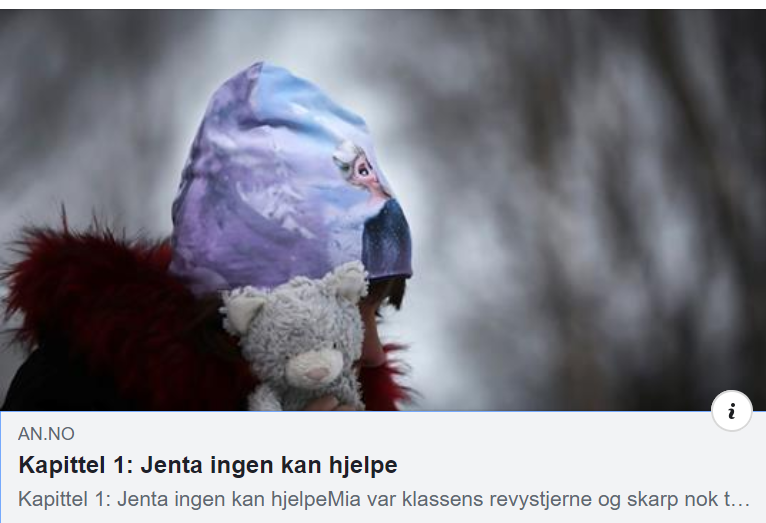 AN.NO
Kapittel 1: Jenta ingen kan hjelpe
Kapittel 1: Jenta ingen kan hjelpeMia var klassens revystjerne og skarp nok t…